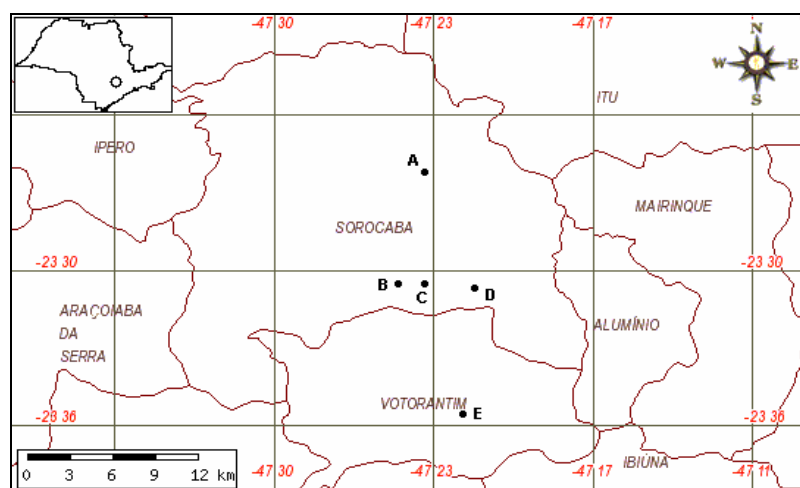 -47 30
-47 23
-47 17
N
W
E
S
ITU
IPERO
A
MAIRINQUE
SOROCABA
-23 30
-23 30
B
C
D
ARAÇOIABA
DA
SERRA
ALUMÍNIO
VOTORANTIM
E
-23 36
-23 36
0 3 6 9 12 km
-47 30
-47 23
-47 17
IBIÚNA
-47 11